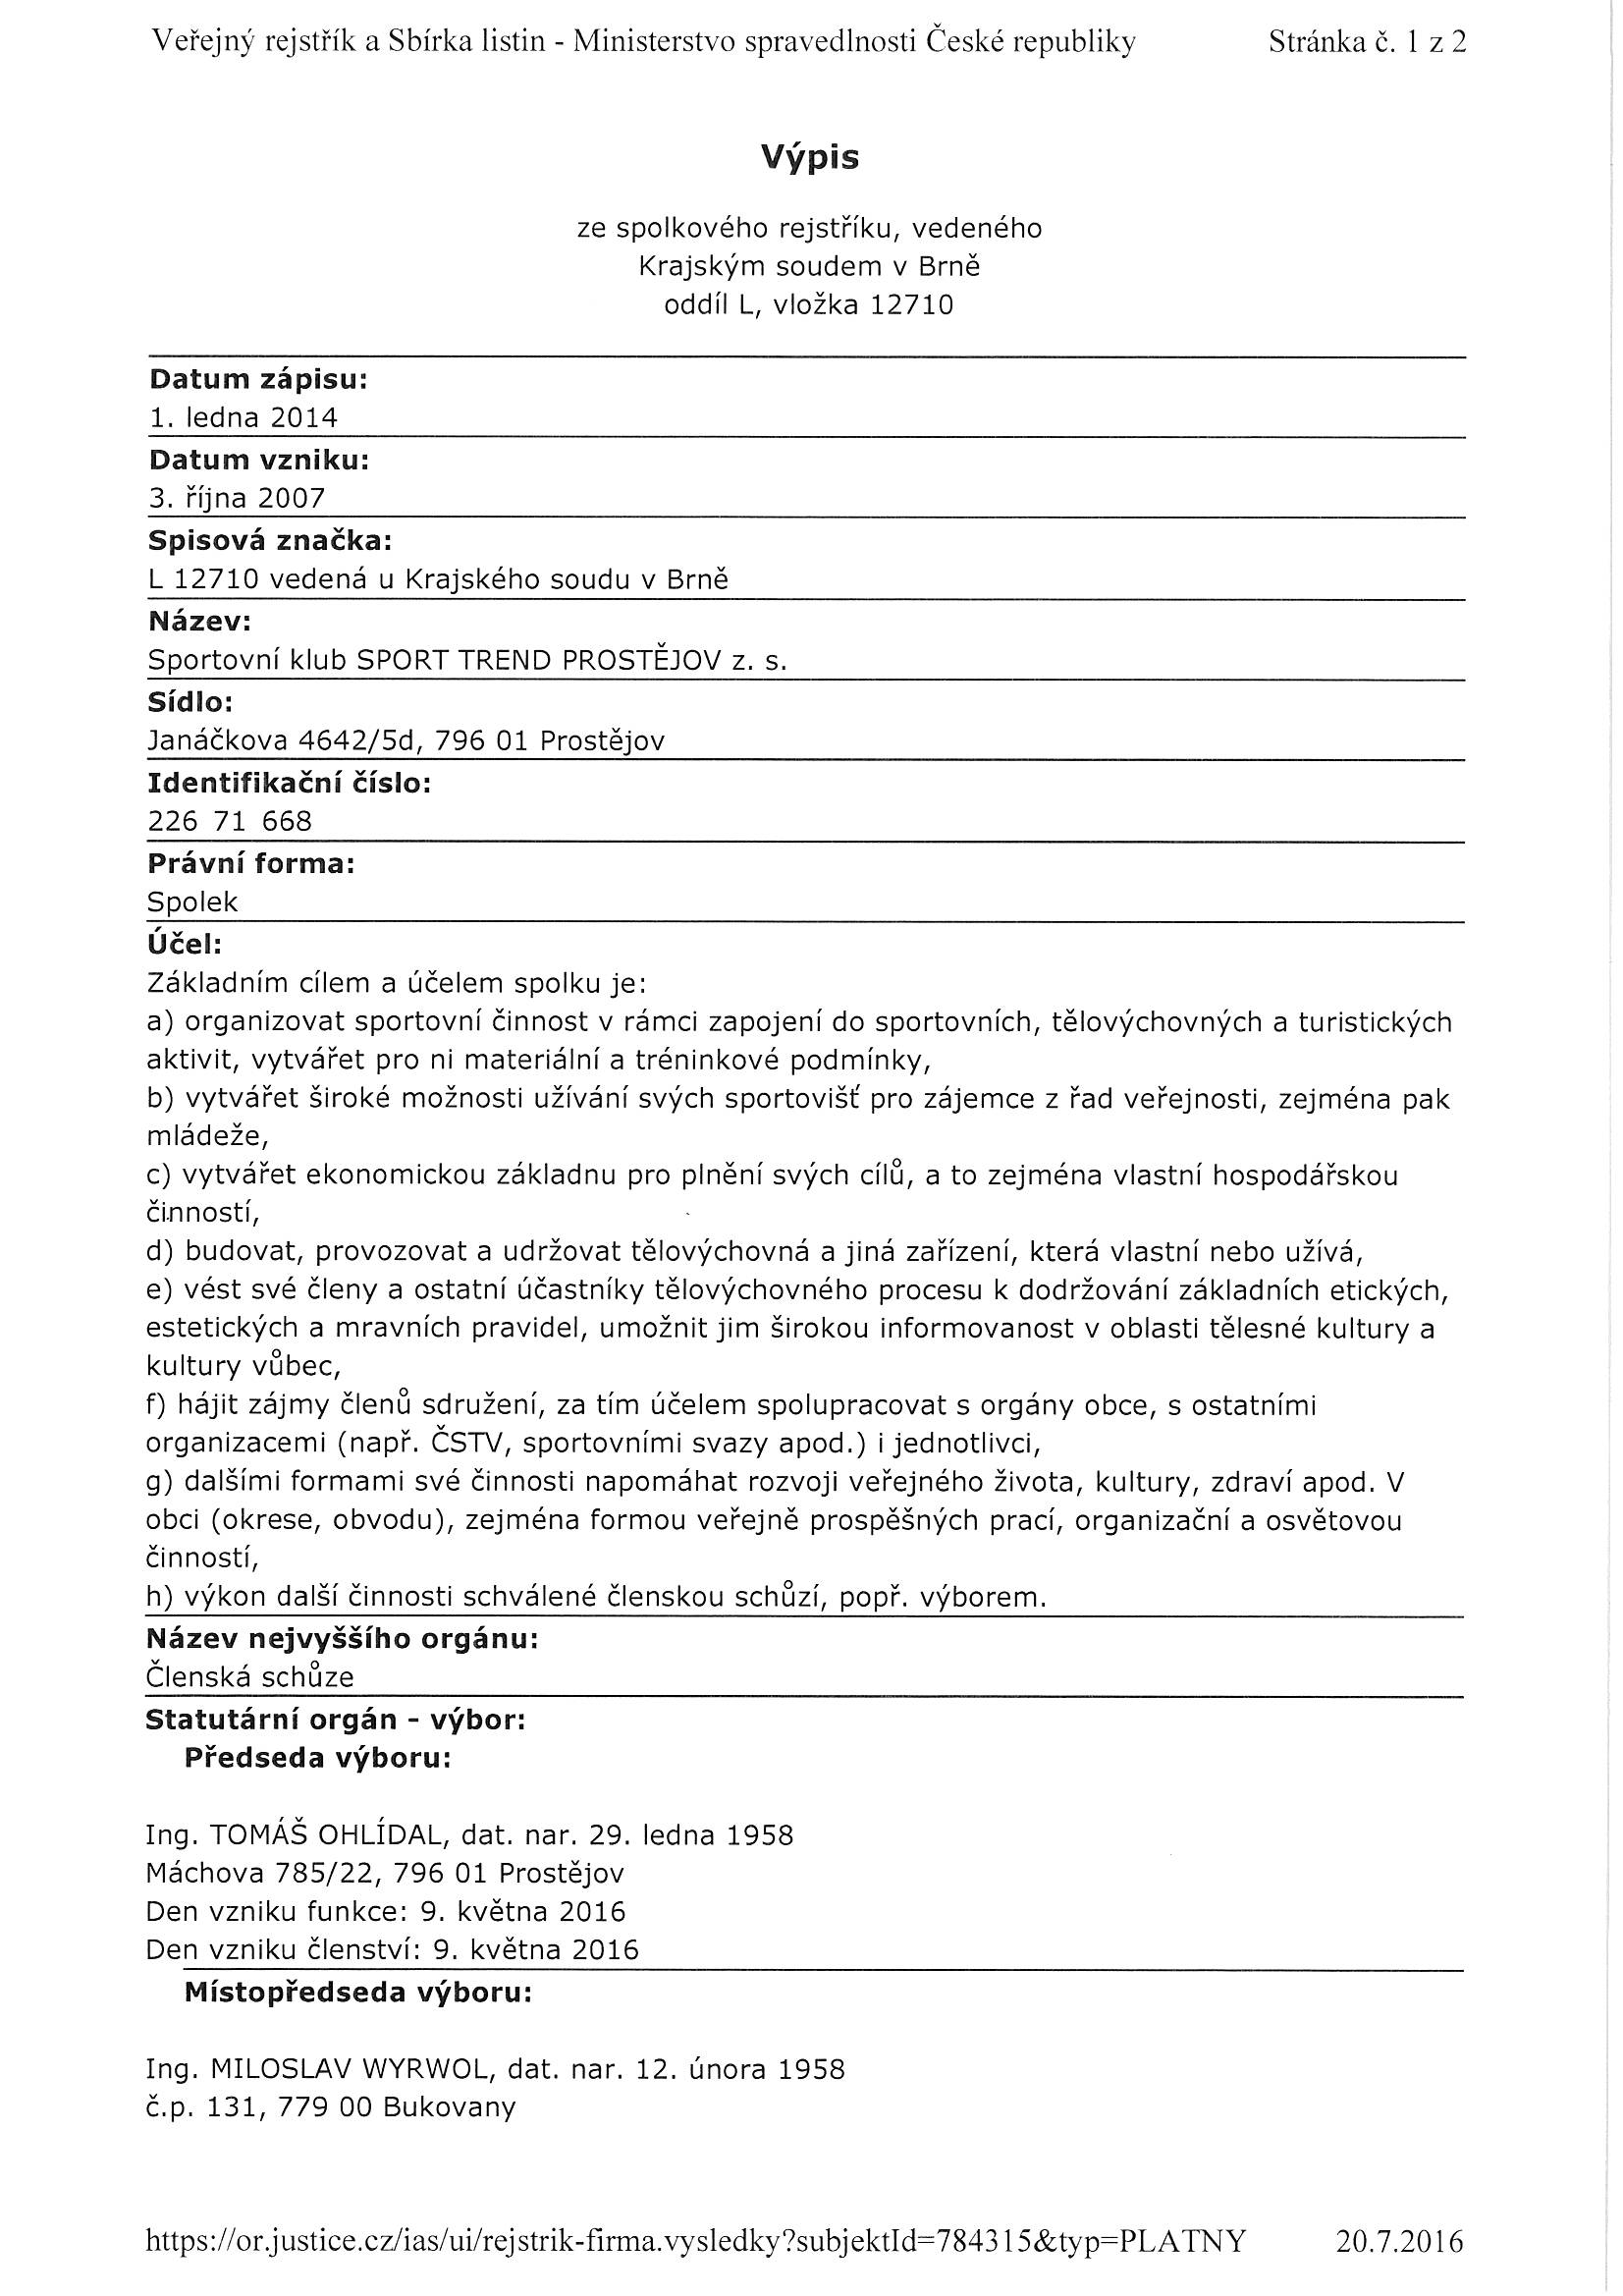 Veřejný rejstřík a Sbírka listin - Ministerstvo spravedlnosti České republiky Stránka č. 1 z 2
Výpis
ze spolkového rejstříku, vedeného
Krajským soudem v Brně
oddíl L, vložka 12710
Datum zápisu:
1. ledna 2014
Datum vzniku:
3. října 2007
Spisová značka:
L 12710 vedená u Krajského soudu v Brně
Název:
Sportovní klub SPORT TREND PROSTĚJOV z. s.
Sídlo:
Janáčkova 4642/5d, 796 01 Prostějov
Identifikační číslo:
226 71 668
Právní forma:
Spolek
Účel:
Základním cílem a účelem spolku je:
a) organizovat sportovní činnost v rámci zapojení do sportovních, tělovýchovných a turistických
aktivit, vytvářet pro ni materiální a tréninkové podmínky,
b) vytvářet široké možnosti užívání svých sportovišť pro zájemce z řad veřejnosti, zejména pak
mládeže,
c) vytvářet ekonomickou základnu pro plnění svých cílů, a to zejména vlastní hospodářskou
činností,
d) budovat, provozovat a udržovat tělovýchovná a jiná zařízení, která vlastní nebo užívá,
e) vést své členy a ostatní účastníky tělovýchovného procesu k dodržování základních etických,
estetických a mravních pravidel, umožnit jim širokou informovanost v oblasti tělesné kultury a
kultury vůbec,
f) hájit zájmy členů sdružení, za tím účelem spolupracovat s orgány obce, s ostatními
organizacemi (např. ČSTV, sportovními svazy apod.) i jednotlivci,
g) dalšími formami své činnosti napomáhat rozvoji veřejného života, kultury, zdraví apod. V
obci (okrese, obvodu), zejména formou veřejně prospěšných prací, organizační a osvětovou
činností,
h) výkon další činnosti schválené členskou schůzí, popř. výborem.
Název nejvyššího orgánu:
Členská schůze
Statutární orgán - výbor:
Předseda výboru:
Ing. TOMÁŠ OHLÍDAL, dat. nar. 29. ledna 1958
Máchova 785/22, 796 01 Prostějov
Den vzniku funkce: 9. května 2016
Den vzniku členství: 9. května 2016
Místopředseda výboru:
Ing. MILOSLAV WYRWOL, dat. nar. 12. února 1958
č.p. 131, 779 00 Bukovany
https://or.justice.cz/ias/ui/rejstrik-firma.vysledky?subjektId=784315&typ=PLATNY 20.7.2016